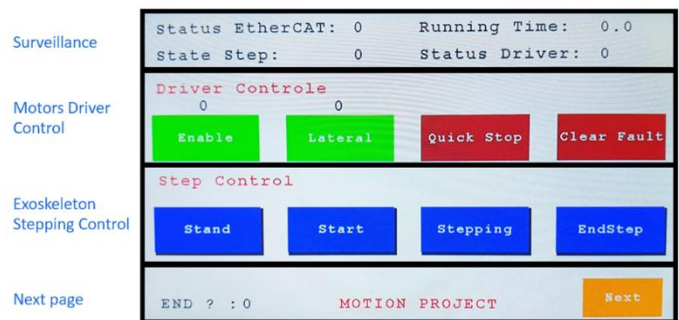 Surveillance
Status EtherCAT: 0 Running Time: 0.0
State Step: 0 Status Driver: 0
Motors Driver
Control
Driver Controle
0 0
Enable Lateral Quick Stop Clear Fault
Exoskeleton
Stepping Control
Step Control
Stand Start Stepping EndStep
Next page
END ? :0 MOTION PROJECT Next